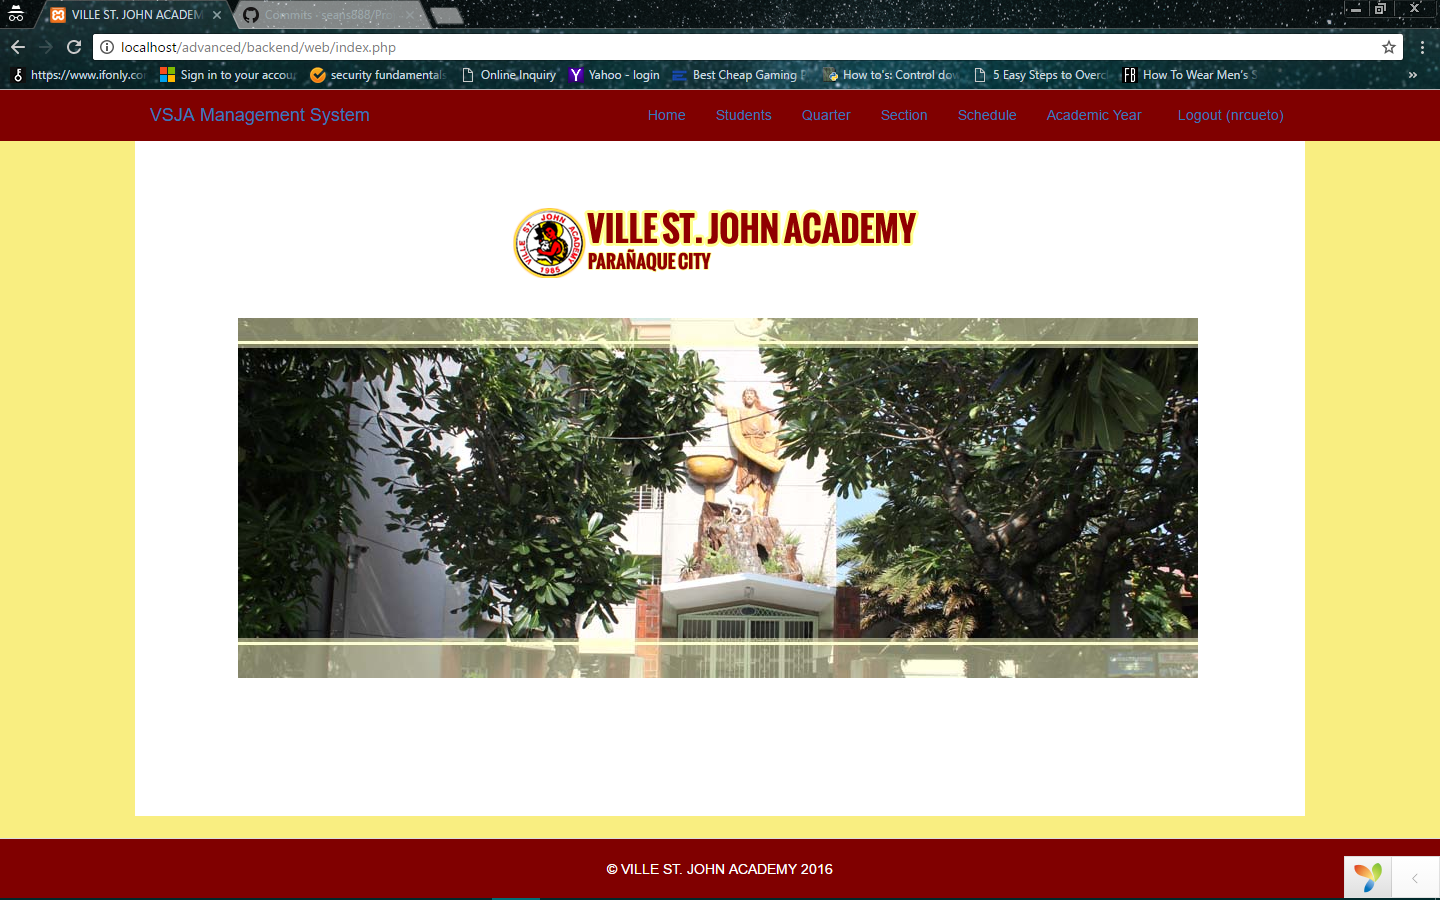 VILLE ST. JOHN ACADEM
Commits · seans888/Pro
localhost/advanced/backend/web/index.php
https://www.ifonly.co
Sign in to your accou
security fundamental
Online Inquiry
Yahoo - login
Best Cheap Gaming
How to's: Control do
5 Easy Steps to Overc
FB
How To Wear Men's S
»
VSJA Management System
Home
Students
Quarter
Section
Schedule
Academic Year
Logout (nrcueto)
VILLE ST. JOHN ACADEMY
1985
VILLE ST. JOHN ACADEMY
PARAÑAQUE CITY
© VILLE ST. JOHN ACADEMY 2016